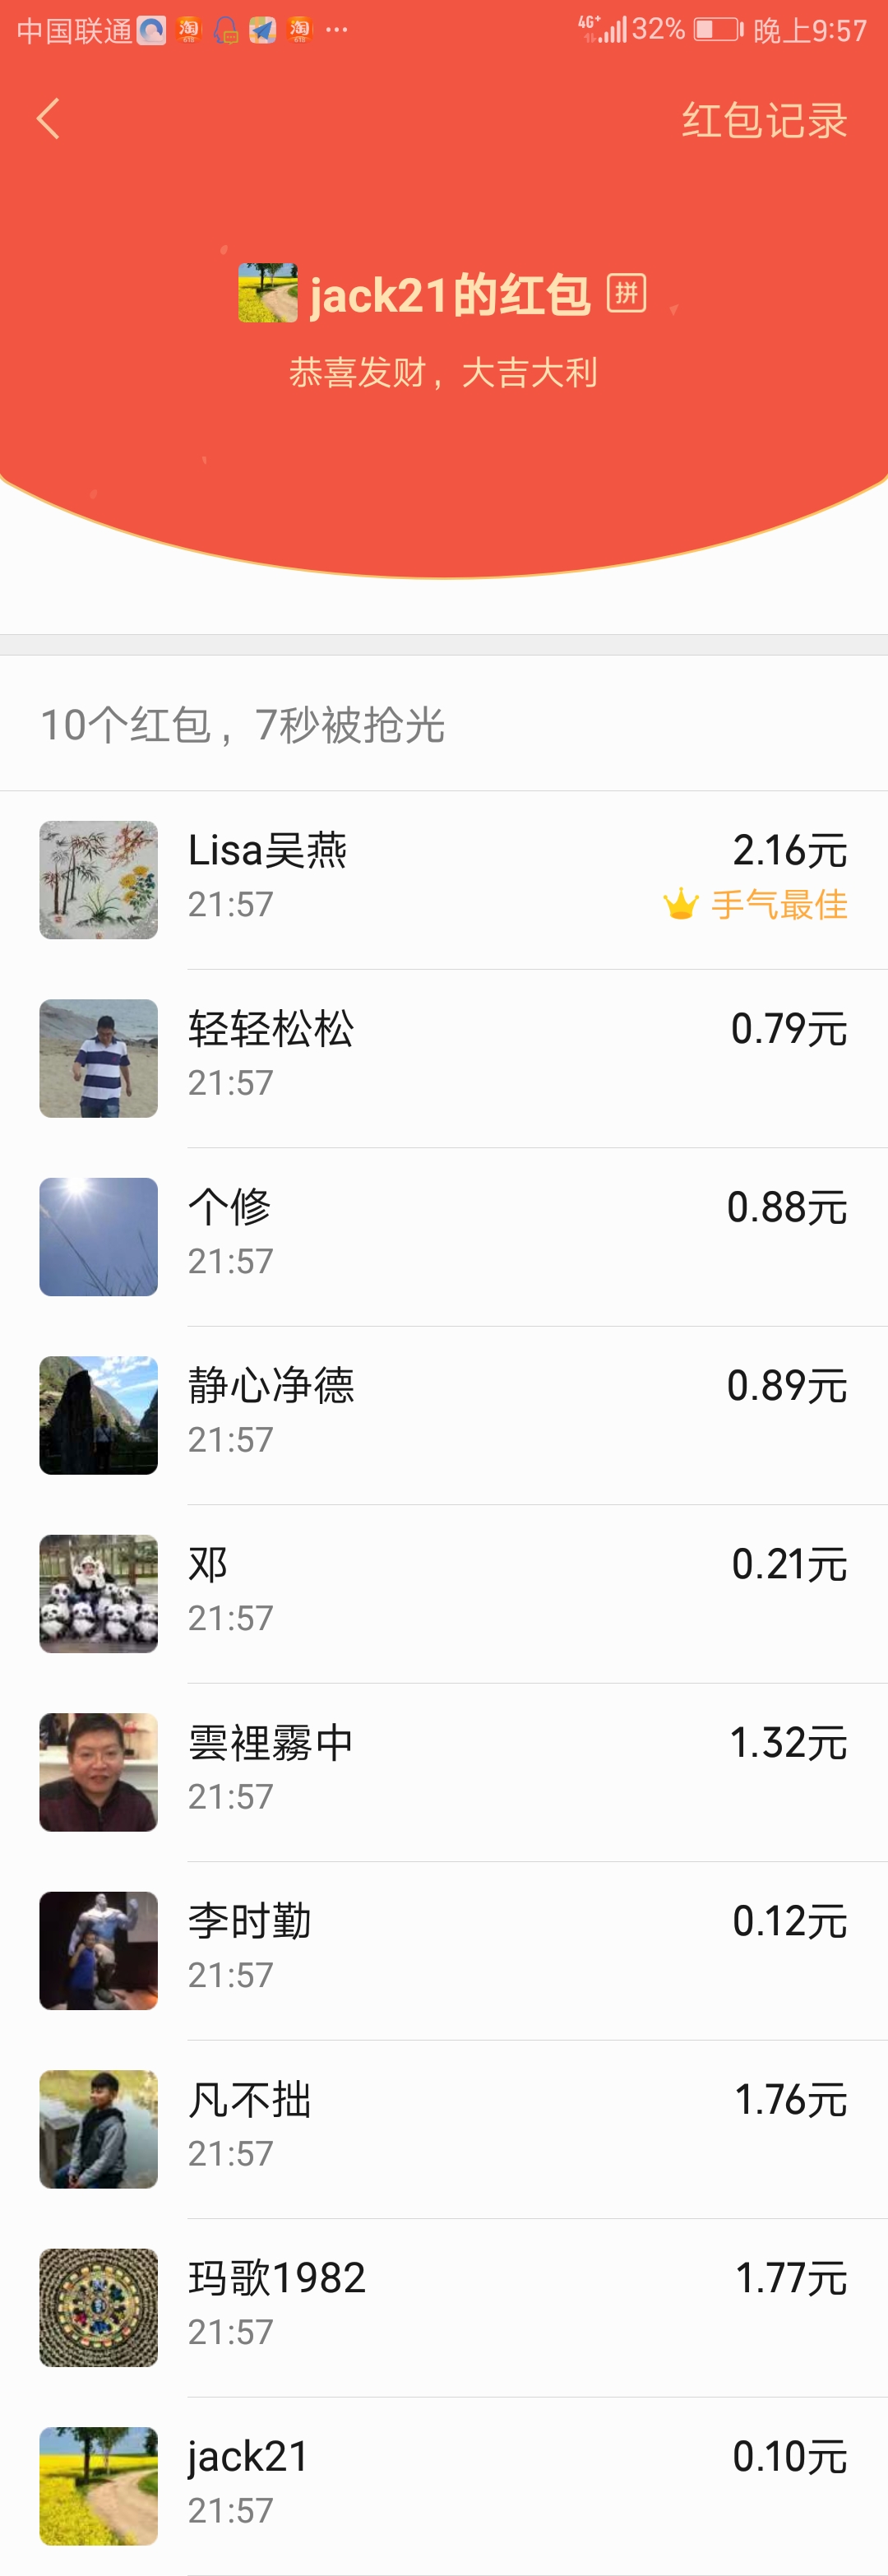 中国联通 淘 618 淘 618 ... 4G+ 32% 晚上9:57
红包记录
jack21的红包 拼
恭喜发财，大吉大利
10个红包，7秒被抢光
Lisa吴燕 2.16元
21:57 手气最佳
轻轻松松 0.79元
21:57
个修 0.88元
21:57
静心净德 0.89元
21:57
邓 0.21元
21:57
雲裡霧中 1.32元
21:57
李时勤 0.12元
21:57
凡不拙 1.76元
21:57
玛歌1982 1.77元
21:57
jack21 0.10元
21:57